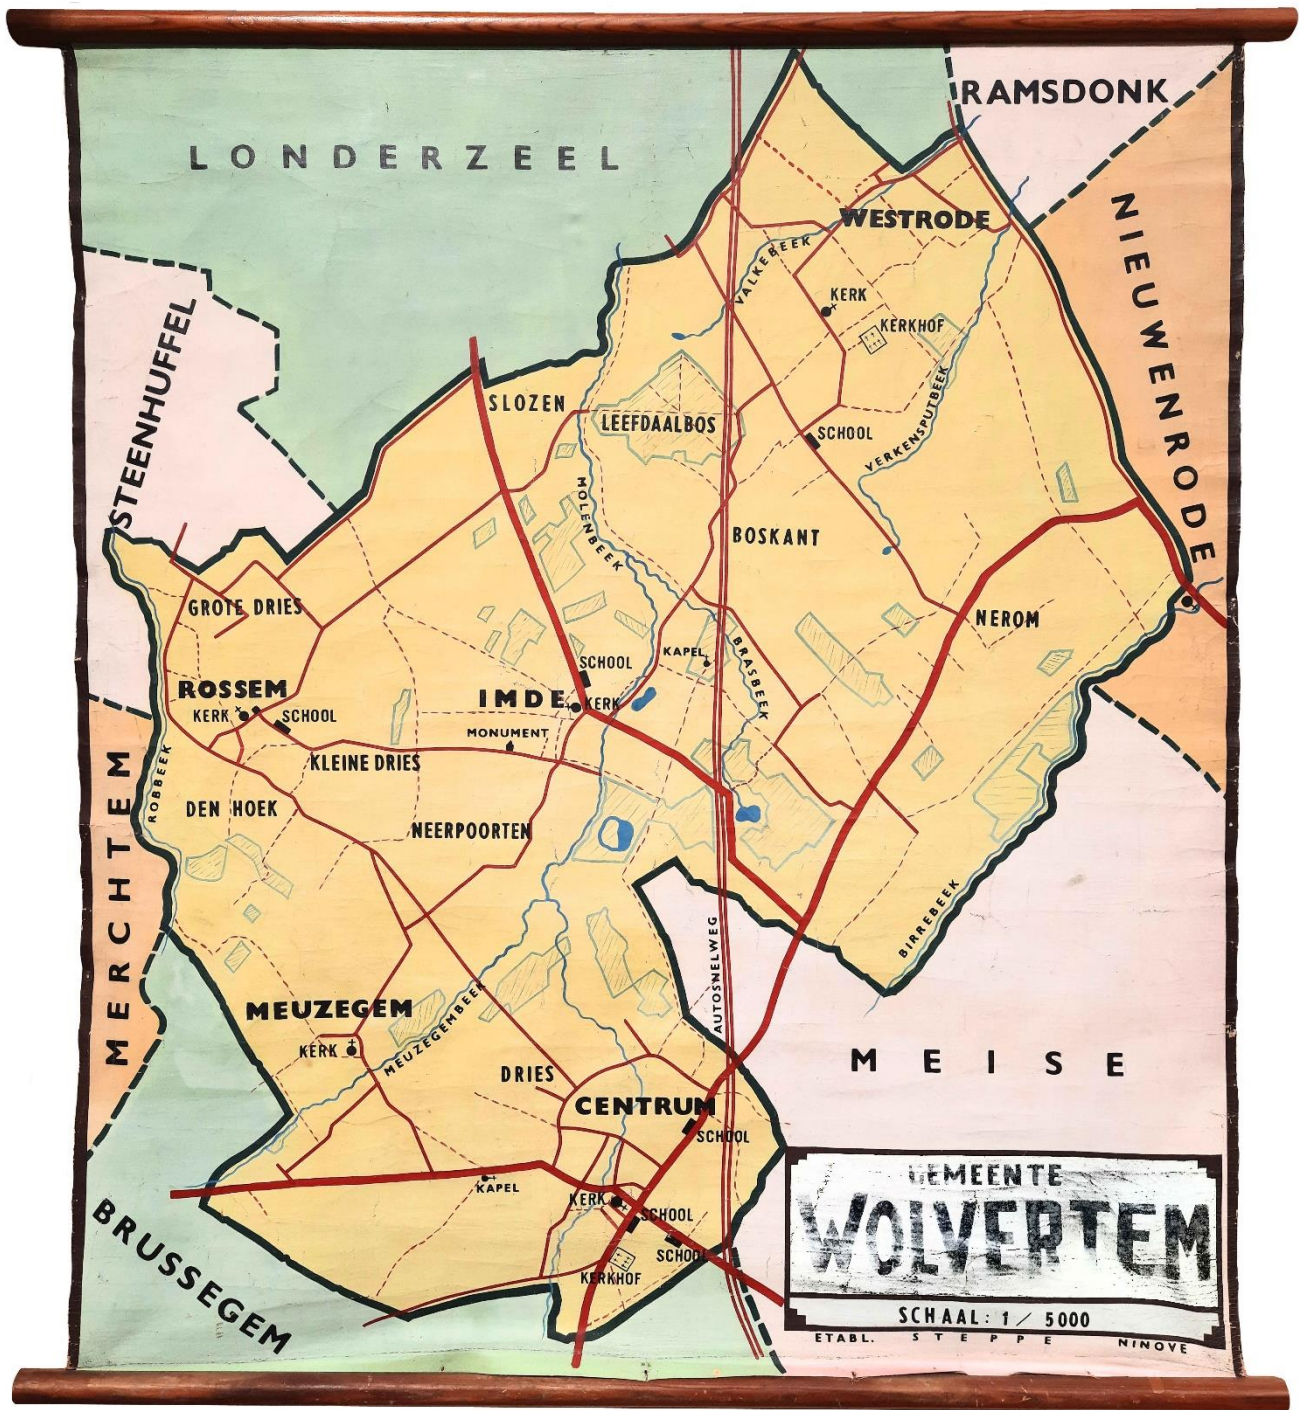 RAMSDONK
LONDERZEEL
NIEUWENRODE
WESTRODE
VALKEBEEK
KERK
KERKHOF
STEENHUFFEL
SLOZEN
LEEFDAALBOS
SCHOOL
VERKENSPUTBEEK
MOLENBEEK
BOSKANT
GROTE DRIES
NEROM
KAPEL
BRASBEEK
SCHOOL
ROSSEM
KERK
SCHOOL
IMDE
KERK
MONUMENT
KLEINE DRIES
ROBBEEK
MERCHTEM
DEN HOEK
NEERPOORTEN
BIRREBEEK
AUTOSNELWEG
MEUZEGEM
KERK
MEUZEGEMBEEK
MEISE
DRIES
CENTRUM
SCHOOL
KAPEL
KERK
SCHOOL
SCHOOL
KERKHOF
BRUSSEGEM
GEMEENTE
WOLVERTEM
SCHAAL: 1/5000
ETABL. STEPPE NINOVE